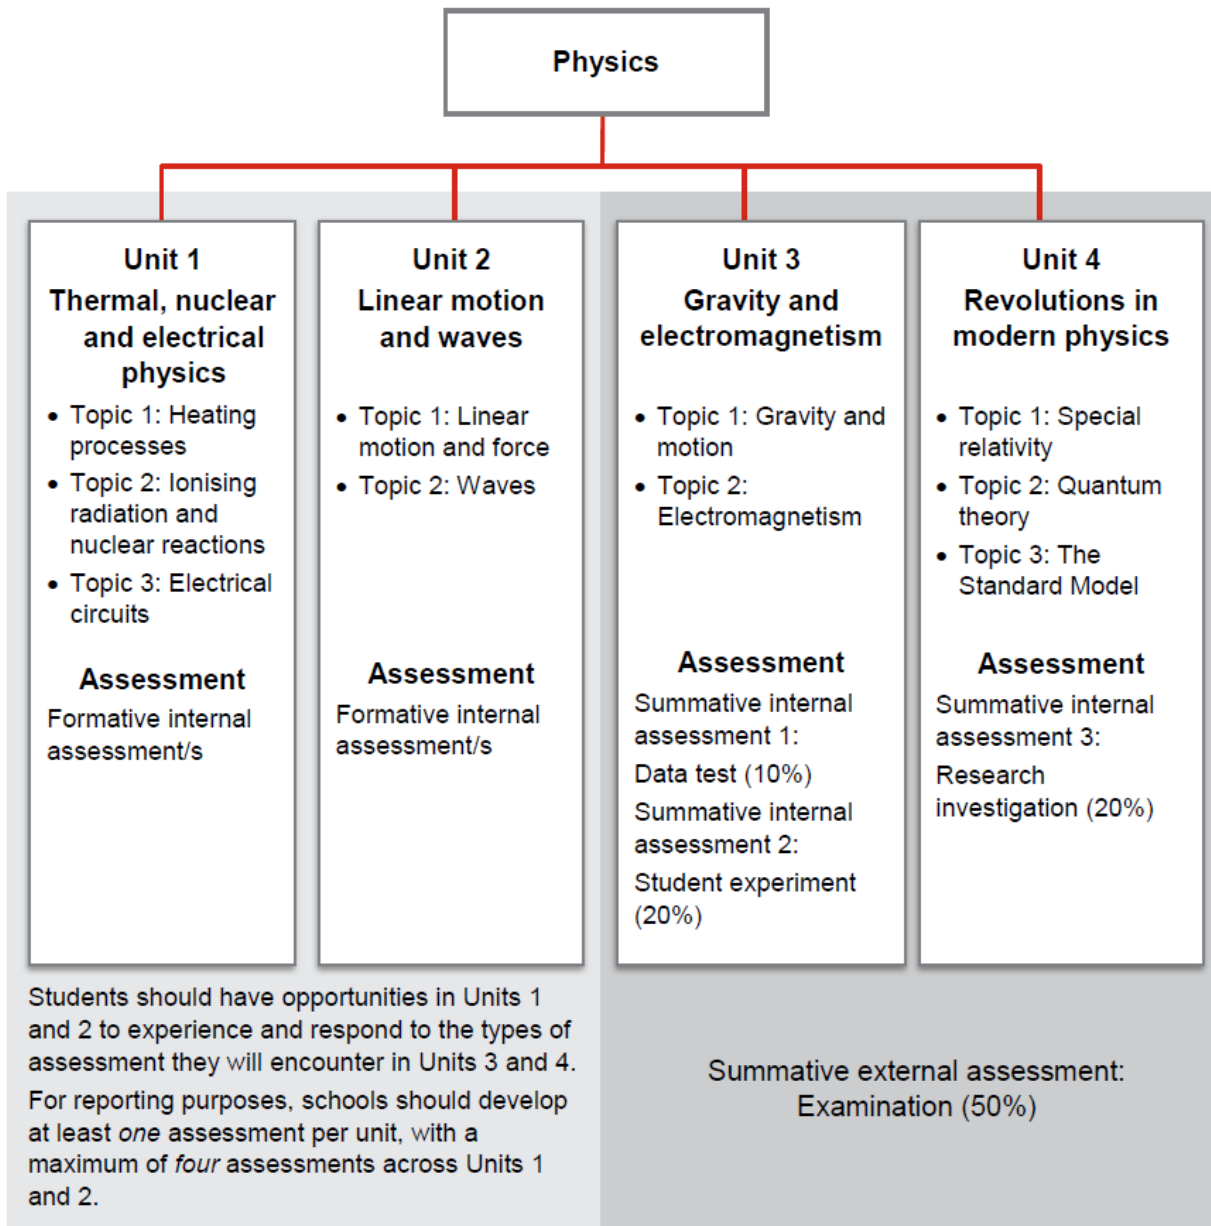 Physics
Unit 1
Thermal, nuclear
and electrical
physics
• Topic 1: Heating
processes
• Topic 2: Ionising
radiation and
nuclear reactions
• Topic 3: Electrical
circuits
Assessment
Formative internal
assessment/s
Unit 2
Linear motion
and waves
• Topic 1: Linear
motion and force
• Topic 2: Waves
Assessment
Formative internal
assessment/s
Unit 3
Gravity and
electromagnetism
• Topic 1: Gravity and
motion
• Topic 2:
Electromagnetism
Assessment
Summative internal
assessment 1:
Data test (10%)
Summative internal
assessment 2:
Student experiment
(20%)
Unit 4
Revolutions in
modern physics
• Topic 1: Special
relativity
• Topic 2: Quantum
theory
• Topic 3: The
Standard Model
Assessment
Summative internal
assessment 3:
Research
investigation (20%)
Students should have opportunities in Units 1
and 2 to experience and respond to the types of
assessment they will encounter in Units 3 and 4.
For reporting purposes, schools should develop
at least one assessment per unit, with a
maximum of four assessments across Units 1
and 2.
Summative external assessment:
Examination (50%)